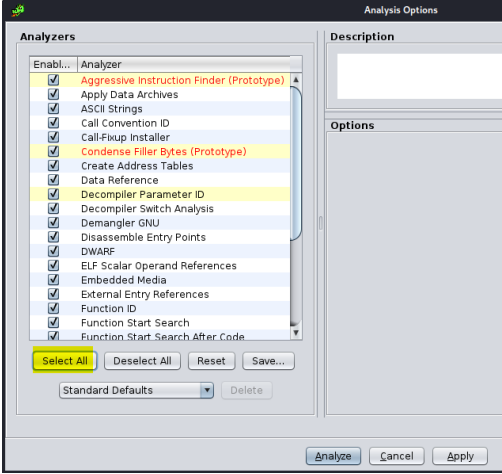 Analysis Options
Analyzers
Description
Enabl... Analyzer
Aggressive Instruction Finder (Prototype)
Apply Data Archives
ASCII Strings
Call Convention ID
Call-Fixup Installer
Condense Filler Bytes (Prototype)
Create Address Tables
Data Reference
Decompiler Parameter ID
Decompiler Switch Analysis
Demangler GNU
Disassemble Entry Points
DWARF
ELF Scalar Operand References
Embedded Media
External Entry References
Function ID
Function Start Search
Function Start Search After Code
Options
Select All Deselect All Reset Save...
Standard Defaults Delete
Analyze Cancel Apply